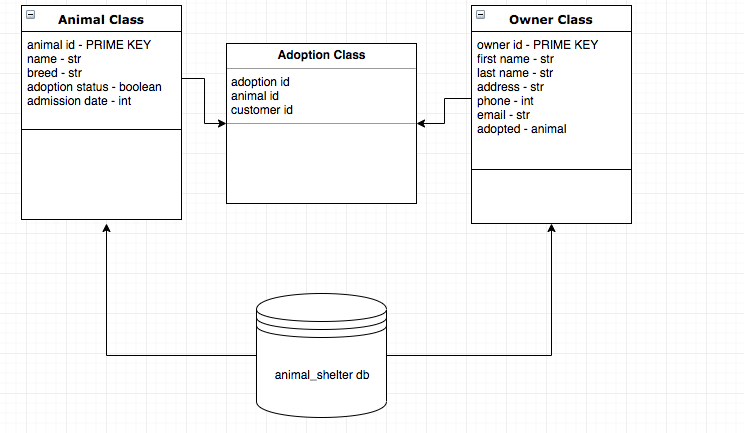 Animal Class
animal id - PRIME KEY
name - str
breed - str
adoption status - boolean
admission date - int
Adoption Class
adoption id
animal id
customer id
Owner Class
owner id - PRIME KEY
first name - str
last name - str
address - str
phone - int
email - str
adopted - animal
animal_shelter db